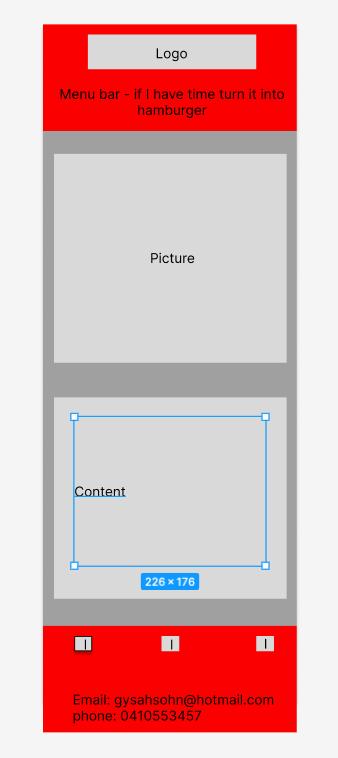 Logo
Menu bar - if I have time turn it into
hamburger
Picture
Content
226 × 176
I
I
I
Email: gysahsohn@hotmail.com
phone: 0410553457